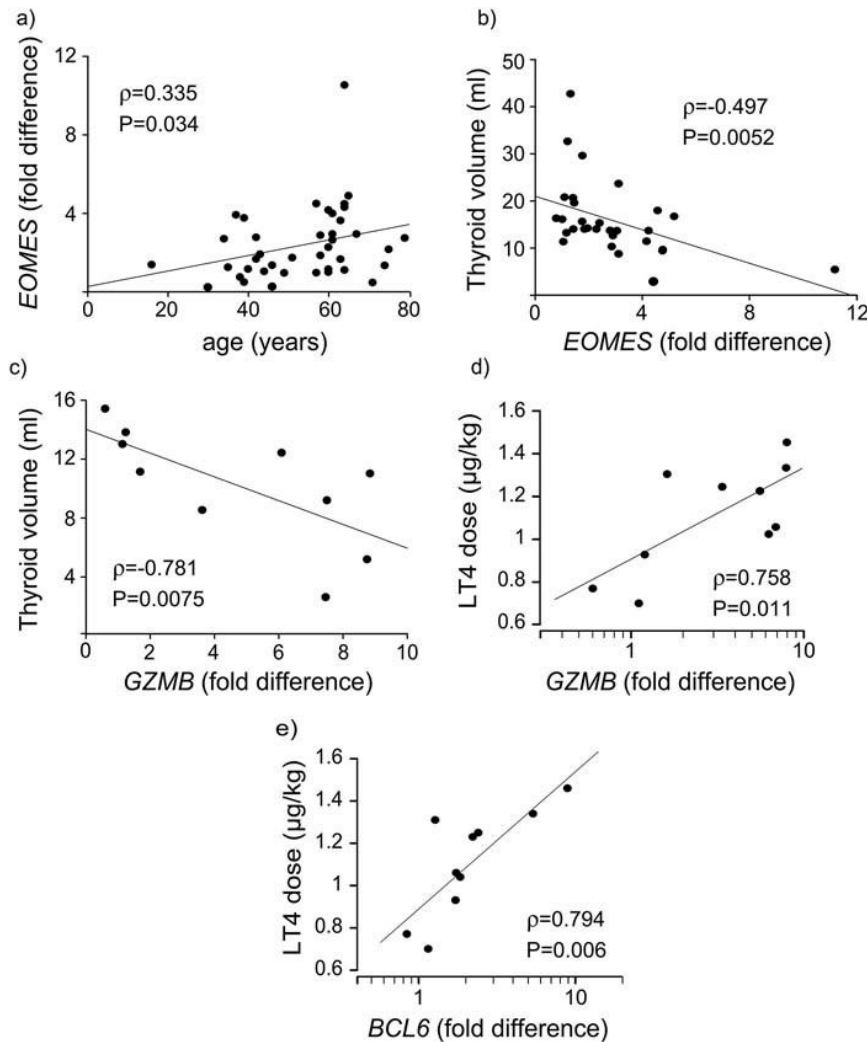 a)
EOMES (fold difference)
12
8
4
0
ρ=0.335
P=0.034
0 20 40 60 80
age (years)
b)
Thyroid volume (ml)
50
40
30
20
10
0
ρ=-0.497
P=0.0052
0 4 8 12
EOMES (fold difference)
c)
Thyroid volume (ml)
16
12
8
4
ρ=-0.781
P=0.0075
0 2 4 6 8 10
GZMB (fold difference)
d)
LT4 dose (µg/kg)
1.6
1.4
1.2
1
0.8
0.6
ρ=0.758
P=0.011
1 10
GZMB (fold difference)
e)
LT4 dose (µg/kg)
1.6
1.4
1.2
1
0.8
0.6
ρ=0.794
P=0.006
1 10
BCL6 (fold difference)